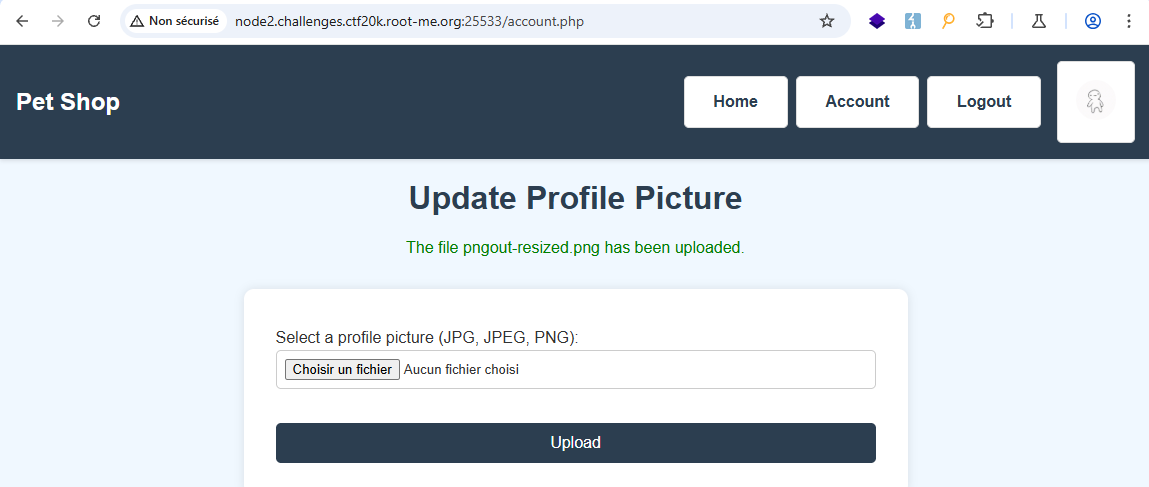 Non sécurisé node2.challenges.ctf20k.root-me.org:25533/account.php
Pet Shop Home Account Logout
Update Profile Picture
The file pngout-resized.png has been uploaded.
Select a profile picture (JPG, JPEG, PNG):
Choisir un fichier Aucun fichier choisi
Upload